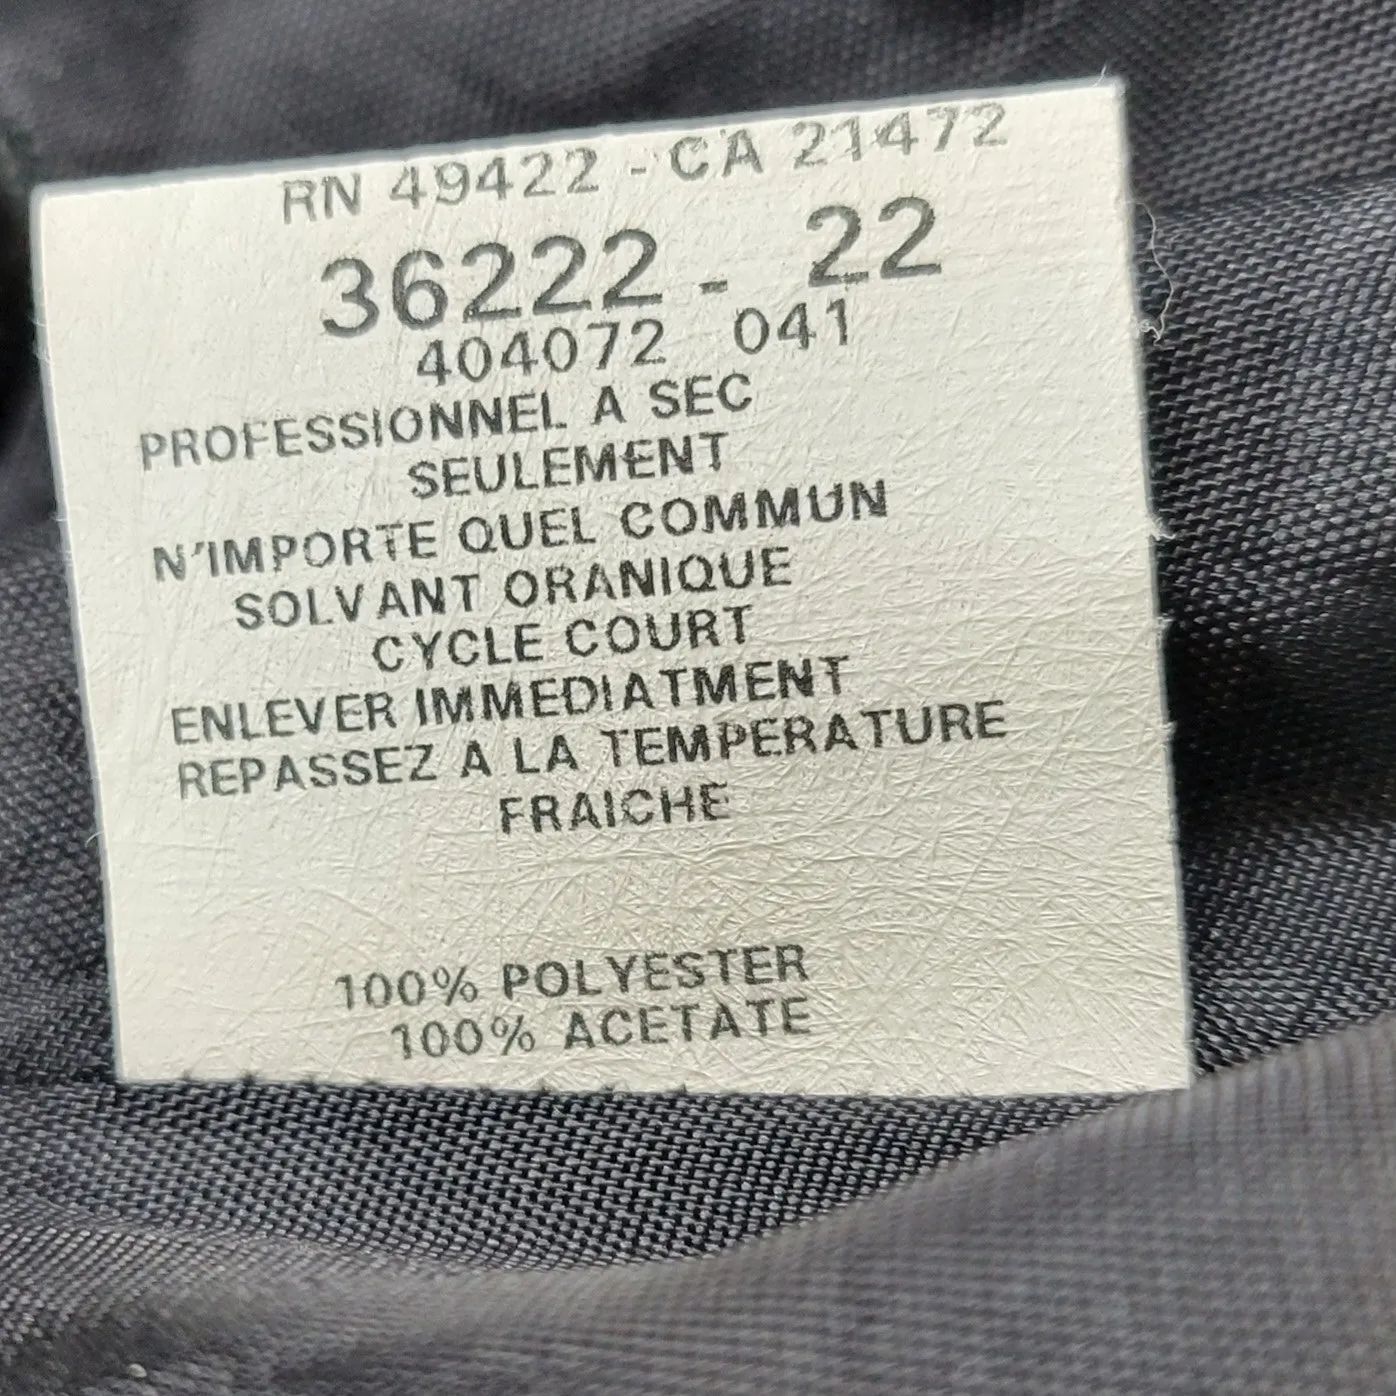 RN 49422 - CA 21472
36222 - 22
404072 041
PROFESSIONNEL A SEC
SEULEMENT
N'IMPORTE QUEL COMMUN
SOLVANT ORANIQUE
CYCLE COURT
ENLEVER IMMEDIATMENT
REPASSEZ A LA TEMPERATURE
FRAICHE
100% POLYESTER
100% ACETATE